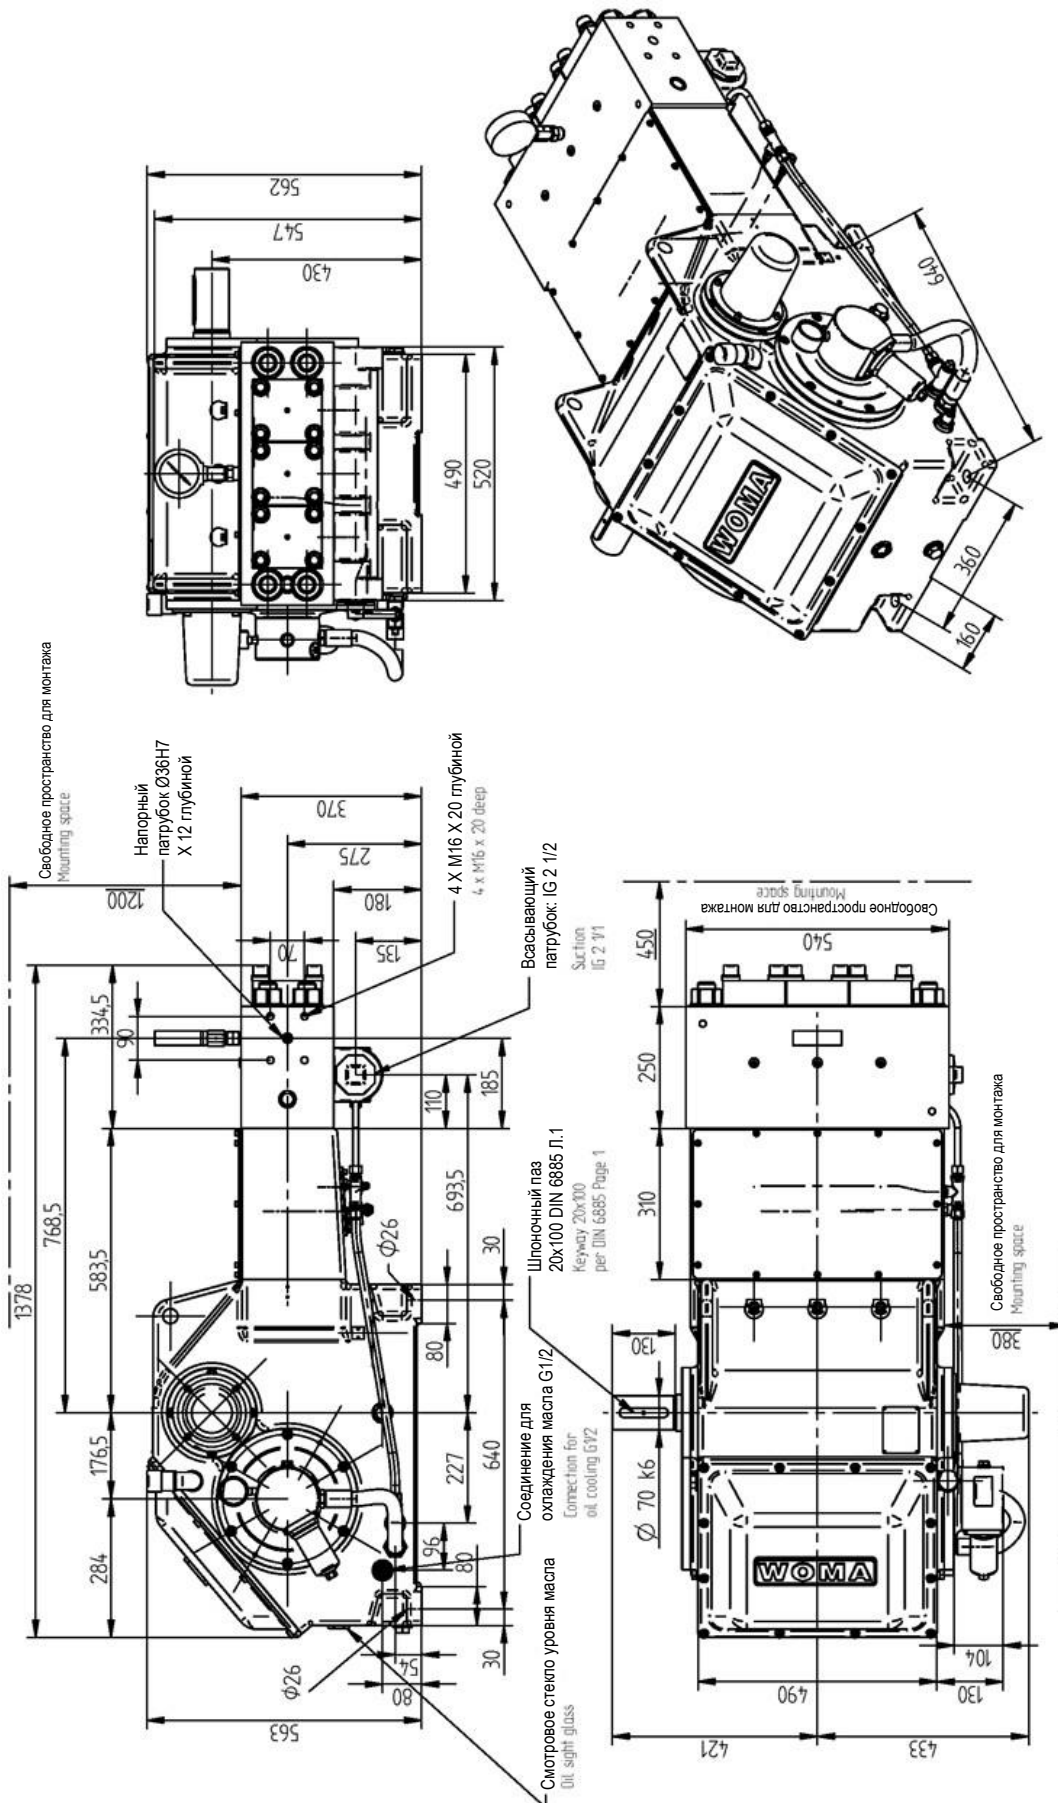 562
547
430
490
520
640
360
160
WOMA
Свободное пространство для монтажа
Mounting space
Напорный
патрубок Ø36H7
X 12 глубиной
1200
370
275
180
70
135
4 X M16 X 20 глубиной
4 x M16 x 20 deep
Всасывающий
патрубок: IG 2 1/2
Suction
IG 2 1/1
1378
768,5
334,5
90
583,5
176,5
284
563
110
185
693,5
30
Φ26
80
227
640
96
80
30
54
80
Φ26
Шпоночный паз
20x100 DIN 6885 Л.1
Keyway 20x100
per DIN 6885 Page 1
Соединение для
охлаждения масла G1/2
Connection for
oil cooling G1/2
Смотровое стекло уровня масла
Oil sight glass
Свободное пространство для монтажа
Mounting space
450
540
250
310
130
Ø 70 k6
Свободное пространство для монтажа
Mounting space
380
WOMA
104
130
490
421
433